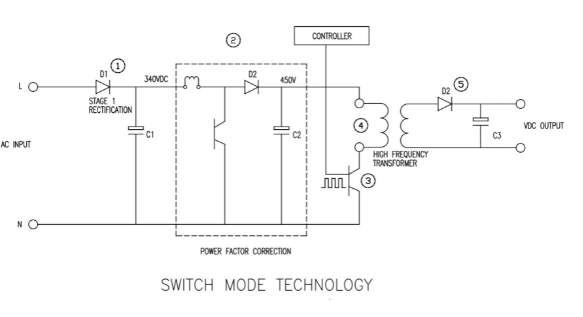 CONTROLLER
1
2
D1
340VDC
D2
450V
D2
5
L
STAGE 1
RECTIFICATION
C1
C2
4
C3
VDC OUTPUT
AC INPUT
HIGH FREQUENCY
TRANSFORMER
3
N
POWER FACTOR CORRECTION
SWITCH MODE TECHNOLOGY